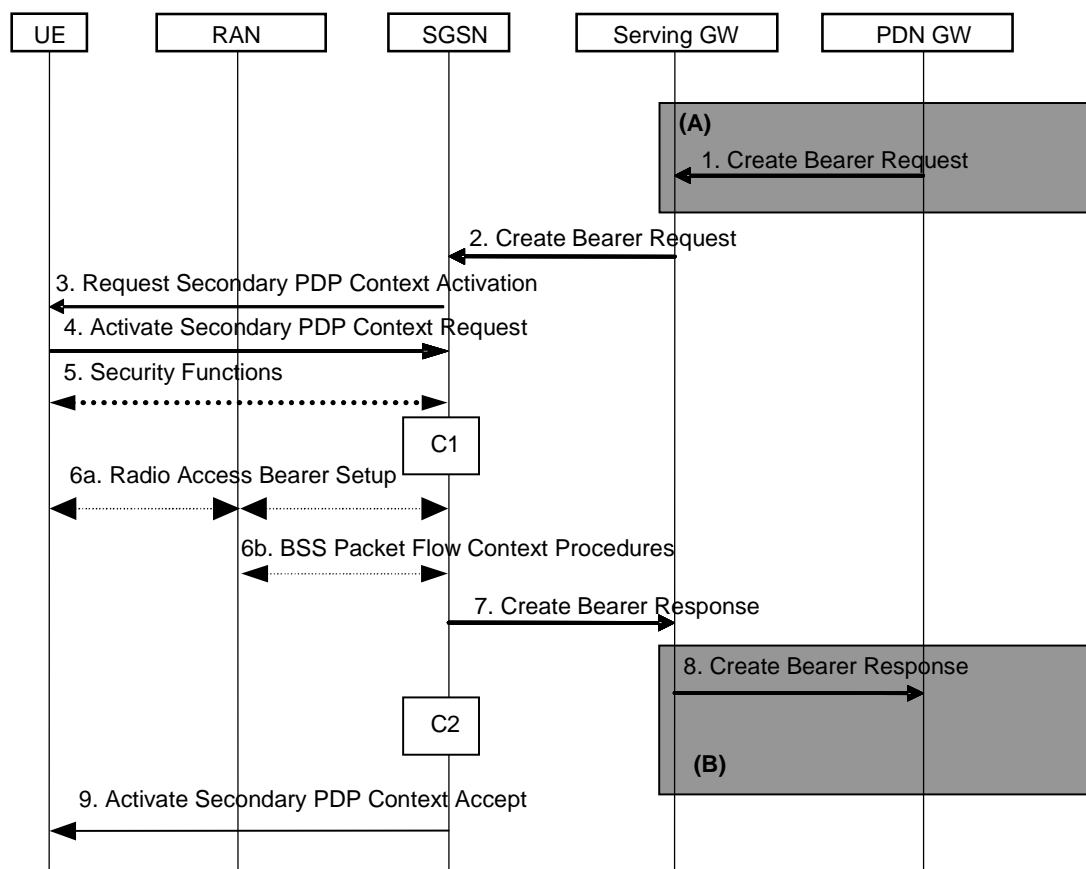 UE
RAN
SGSN
Serving GW
PDN GW
(A)
1. Create Bearer Request
2. Create Bearer Request
3. Request Secondary PDP Context Activation
4. Activate Secondary PDP Context Request
5. Security Functions
C1
6a. Radio Access Bearer Setup
6b. BSS Packet Flow Context Procedures
7. Create Bearer Response
8. Create Bearer Response
C2
(B)
9. Activate Secondary PDP Context Accept